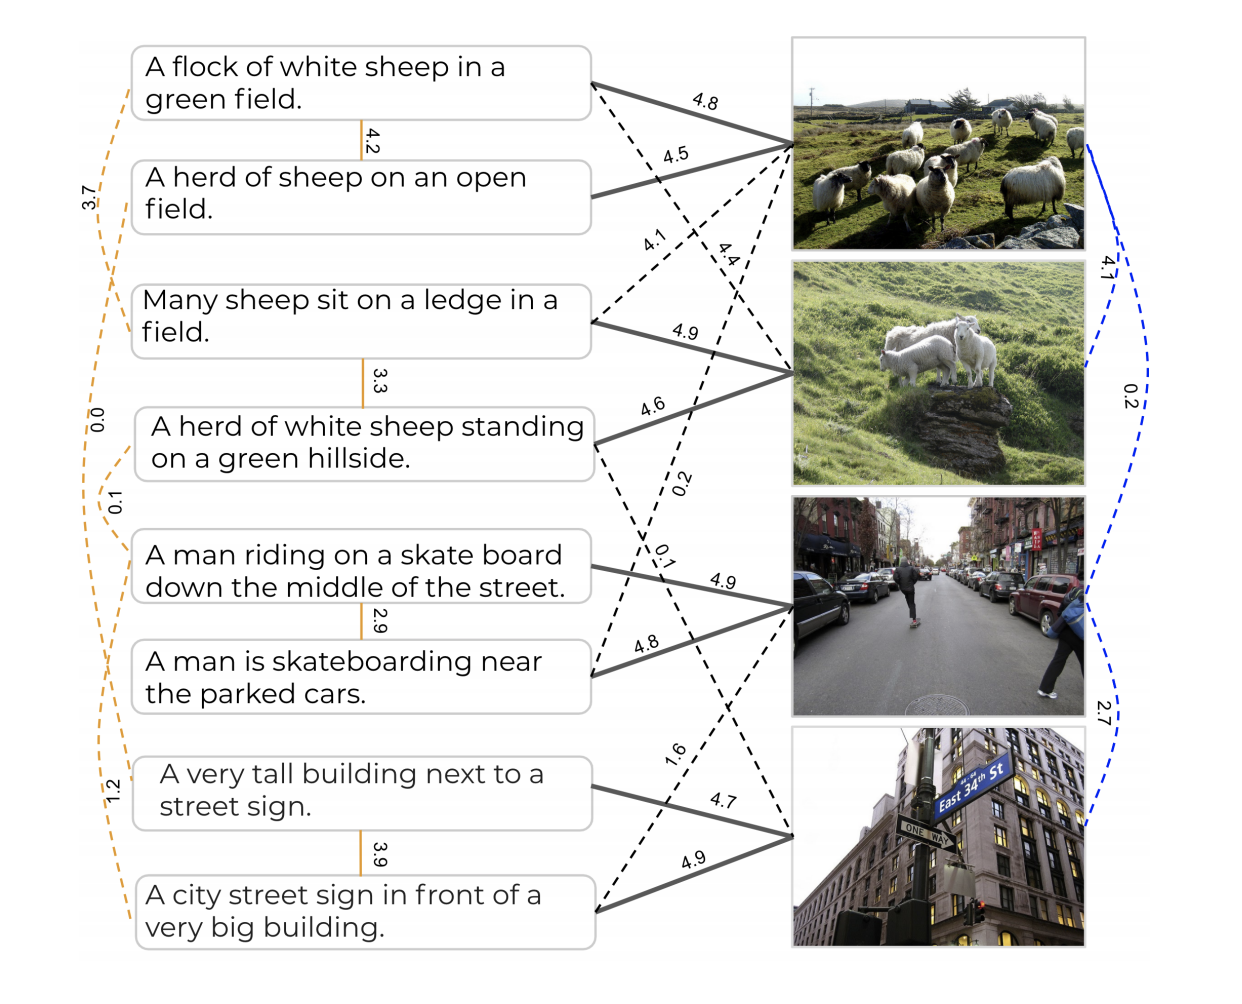 A flock of white sheep in a
green field.
4.8
4.2
4.5
A herd of sheep on an open
field.
3.7
4.1
4.4
4.1
Many sheep sit on a ledge in a
field.
4.9
3.3
4.6
0.2
0.0
A herd of white sheep standing
on a green hillside.
0.2
0.1
0.1
A man riding on a skate board
down the middle of the street.
4.9
2.9
4.8
A man is skateboarding near
the parked cars.
2.7
1.6
1.2
A very tall building next to a
street sign.
4.7
East 34th St
ONE WAY
3.9
4.9
A city street sign in front of a
very big building.